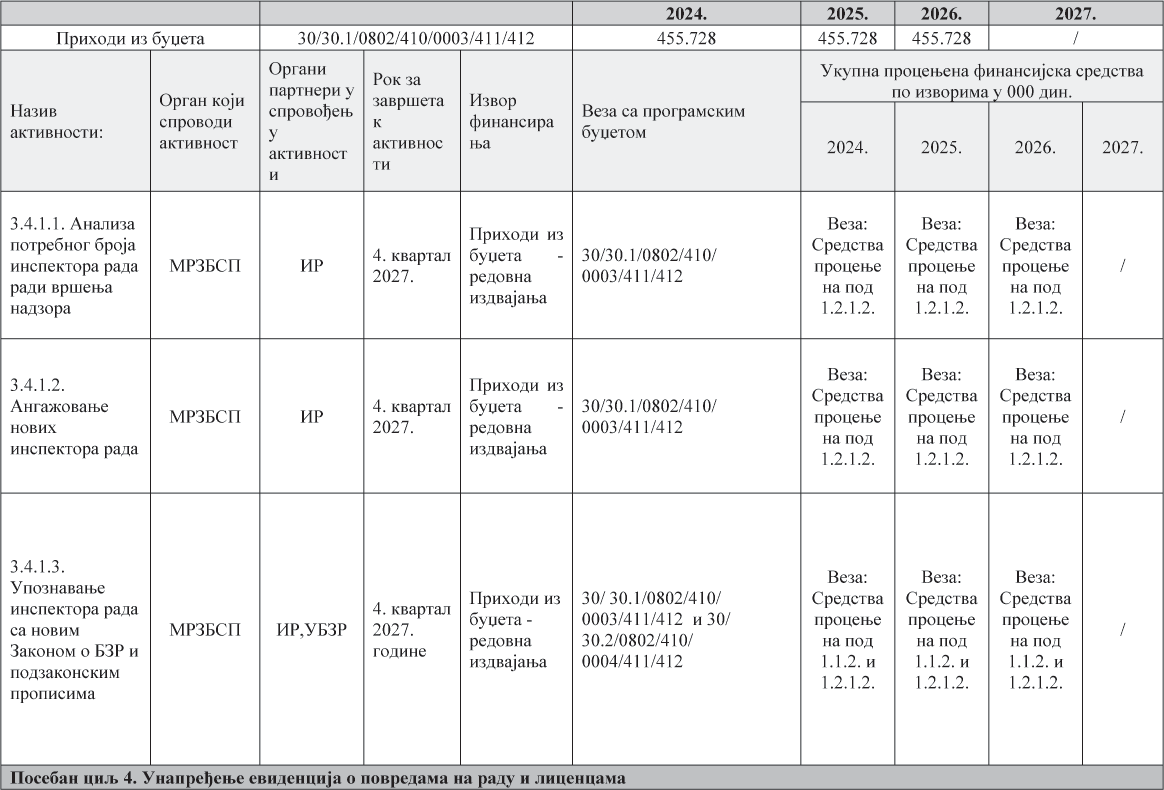 2024. 2025. 2026. 2027.
Приходи из буџета 30/30.1/0802/410/0003/411/412 455.728 455.728 455.728 /
Назив
активности:
Орган који
спроводи
активност
Органи
партнери у
спровођењ
у
активност
и
Рок за
завршета
к
активнос
ти
Извор
финансира
ња
Веза са програмским
буџетом
Укупна процењена финансијска средства
по изворима у 000 дин.
2024. 2025. 2026. 2027.
3.4.1.1. Анализа
потребног броја
инспектора рада
ради вршења
надзора
МРЗБСП
ИР
4. квартал
2027.
Приходи из
буџета -
редовна
издвајања
30/30.1/0802/410/
0003/411/412
Веза:
Средства
процење
на под
1.2.1.2.
Веза:
Средства
процење
на под
1.2.1.2.
Веза:
Средства
процење
на под
1.2.1.2.
/
3.4.1.2.
Ангажовање
нових
инспектора рада
МРЗБСП
ИР
4. квартал
2027.
Приходи из
буџета -
редовна
издвајања
30/30.1/0802/410/
0003/411/412
Веза:
Средства
процење
на под
1.2.1.2.
Веза:
Средства
процење
на под
1.2.1.2.
Веза:
Средства
процење
на под
1.2.1.2.
/
3.4.1.3.
Упознавање
инспектора рада
са новим
Законом о БЗР и
подзаконским
прописима
МРЗБСП
ИР,УБЗР
4. квартал
2027.
године
Приходи из
буџета -
редовна
издвајања
30/ 30.1/0802/410/
0003/411/412 и 30/
30.2/0802/410/
0004/411/412
Веза:
Средства
процење
на под
1.1.2. и
1.2.1.2.
Веза:
Средства
процење
на под
1.1.2. и
1.2.1.2.
Веза:
Средства
процење
на под
1.1.2. и
1.2.1.2.
/
Посебан циљ 4. Унапређење евиденција о повредама на раду и лиценцама